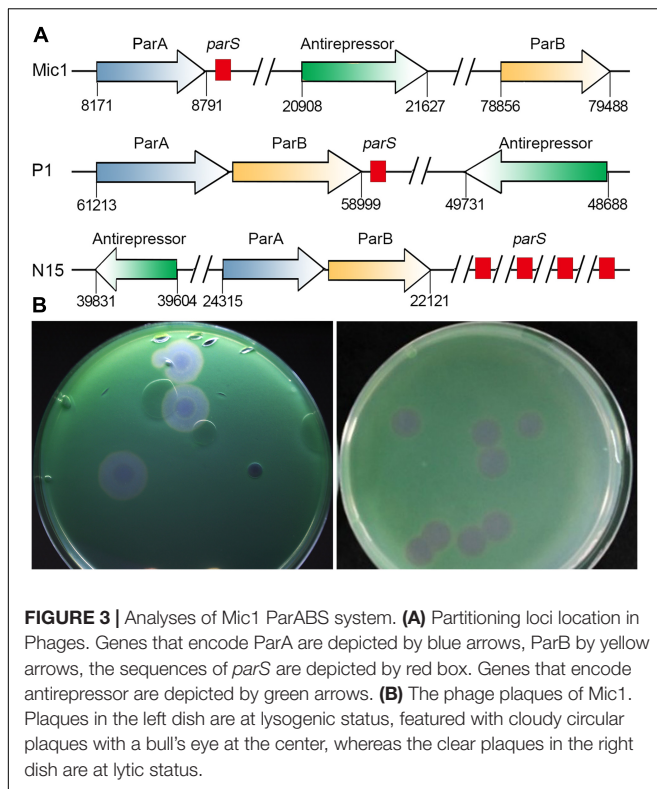 A
ParA parS Antirepressor ParB
Mic1
8171 8791 20908 21627 78856 79488
ParA ParB parS Antirepressor
P1
61213 58999 49731 48688
Antirepressor ParA ParB parS
N15
39831 39604 24315 22121
B
FIGURE 3 | Analyses of Mic1 ParABS system. (A) Partitioning loci location in
Phages. Genes that encode ParA are depicted by blue arrows, ParB by yellow
arrows, the sequences of parS are depicted by red box. Genes that encode
antirepressor are depicted by green arrows. (B) The phage plaques of Mic1.
Plaques in the left dish are at lysogenic status, featured with cloudy circular
plaques with a bull's eye at the center, whereas the clear plaques in the right
dish are at lytic status.